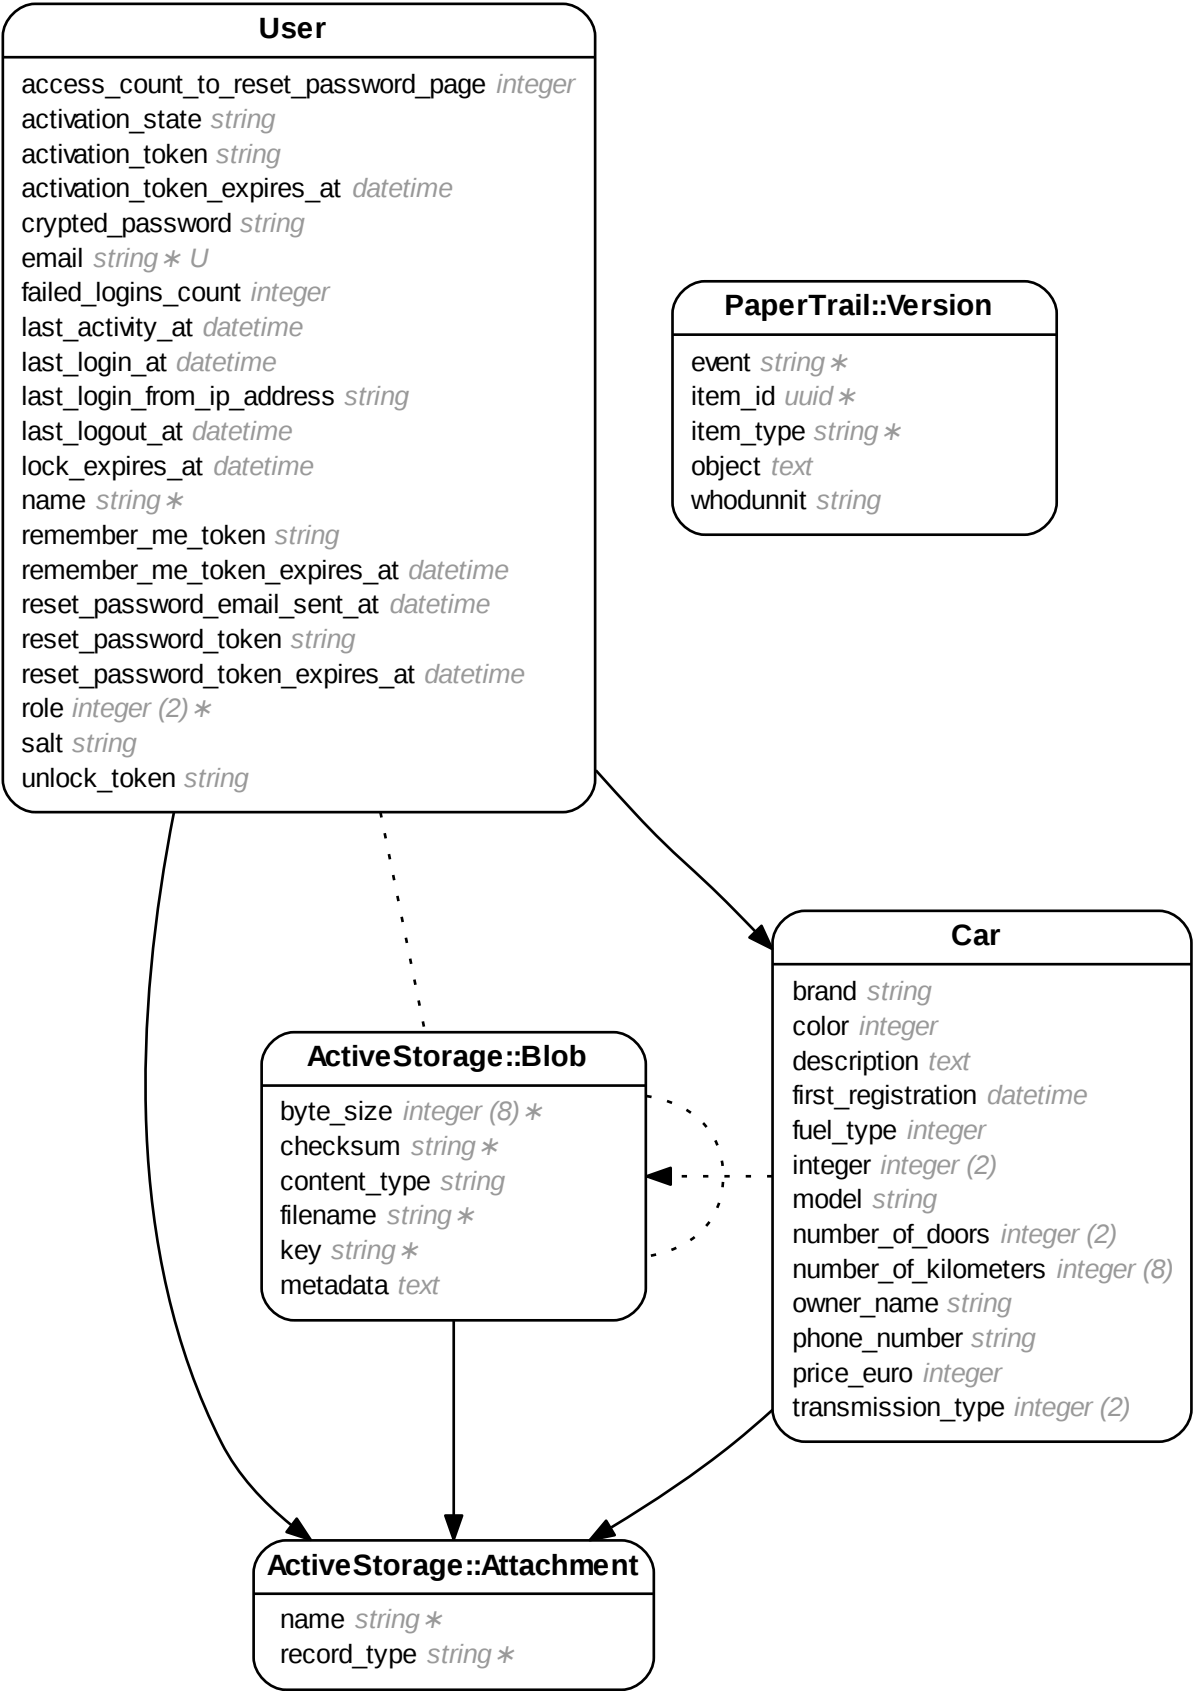 User
access_count_to_reset_password_page integer
activation_state string
activation_token string
activation_token_expires_at datetime
crypted_password string
email string ∗ U
failed_logins_count integer
last_activity_at datetime
last_login_at datetime
last_login_from_ip_address string
last_logout_at datetime
lock_expires_at datetime
name string ∗
remember_me_token string
remember_me_token_expires_at datetime
reset_password_email_sent_at datetime
reset_password_token string
reset_password_token_expires_at datetime
role integer (2) ∗
salt string
unlock_token string
PaperTrail::Version
event string ∗
item_id uuid ∗
item_type string ∗
object text
whodunnit string
Car
brand string
color integer
description text
first_registration datetime
fuel_type integer
integer integer (2)
model string
number_of_doors integer (2)
number_of_kilometers integer (8)
owner_name string
phone_number string
price_euro integer
transmission_type integer (2)
ActiveStorage::Blob
byte_size integer (8) ∗
checksum string ∗
content_type string
filename string ∗
key string ∗
metadata text
ActiveStorage::Attachment
name string ∗
record_type string ∗